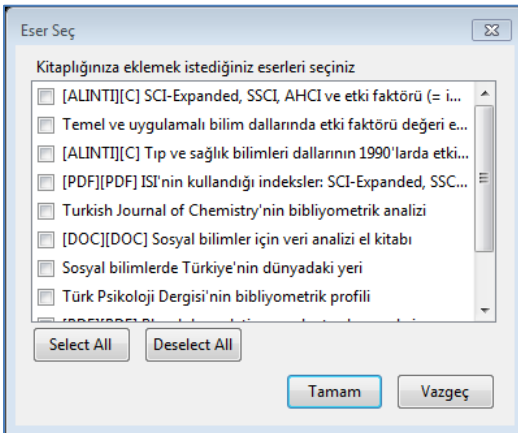 Eser Seç
Kitaplığınıza eklemek istediğiniz eserleri seçiniz
[ALINTI][C] SCI-Expanded, SSCI, AHCI ve etki faktörü (= i...
Temel ve uygulamalı bilim dallarında etki faktörü değeri e...
[ALINTI][C] Tıp ve sağlık bilimleri dallarının 1990'larda etki...
[PDF][PDF] ISI'nin kullandığı indeksler: SCI-Expanded, SSC...
Turkish Journal of Chemistry'nin bibliyometrik analizi
[DOC][DOC] Sosyal bilimler için veri analizi el kitabı
Sosyal bilimlerde Türkiye'nin dünyadaki yeri
Türk Psikoloji Dergisi'nin bibliyometrik profili
Select All
Deselect All
Tamam
Vazgeç